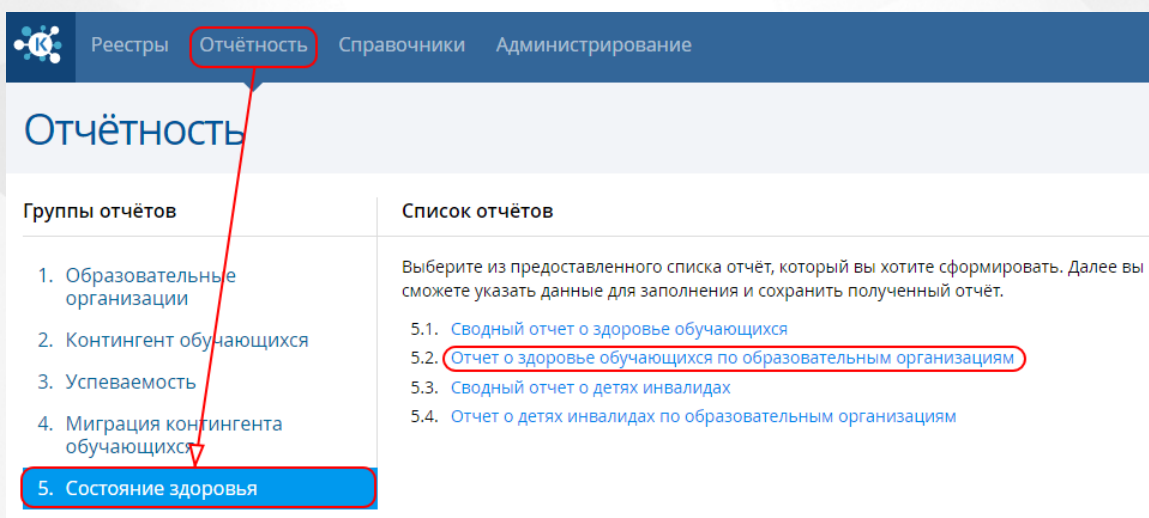 К Реестры Отчётность Справочники Администрирование
Отчётность
Группы отчётов
1. Образовательные
организации
2. Контингент обучающихся
3. Успеваемость
4. Миграция контингента
обучающихся
5. Состояние здоровья
Список отчётов
Выберите из предоставленного списка отчёт, который вы хотите сформировать. Далее вы
сможете указать данные для заполнения и сохранить полученный отчёт.
5.1. Сводный отчет о здоровье обучающихся
5.2. Отчет о здоровье обучающихся по образовательным организациям
5.3. Сводный отчет о детях инвалидах
5.4. Отчет о детях инвалидах по образовательным организациям